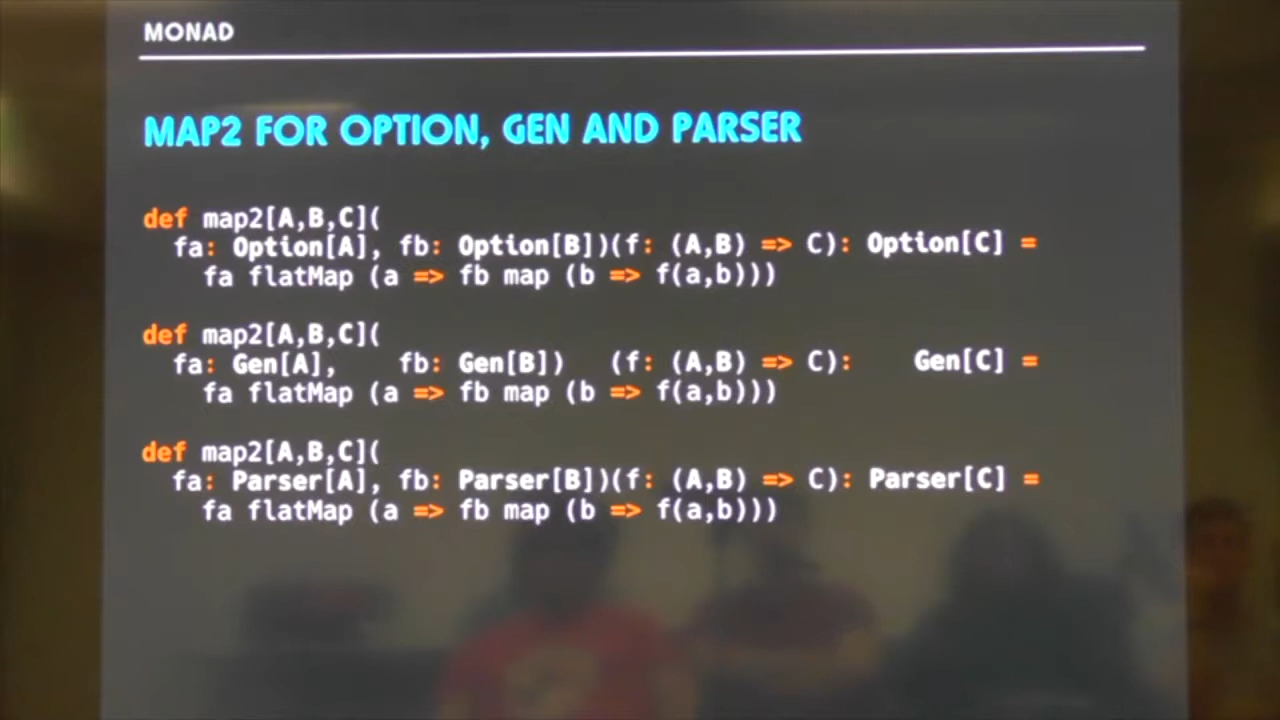 MONAD
MAP2 FOR OPTION, GEN AND PARSER
def map2[A,B,C](
fa: Option[A], fb: Option[B])(f: (A,B) => C): Option[C] =
fa flatMap (a => fb map (b => f(a,b)))
def map2[A,B,C](
fa: Gen[A], fb: Gen[B]) (f: (A,B) => C): Gen[C] =
fa flatMap (a => fb map (b => f(a,b)))
def map2[A,B,C](
fa: Parser[A], fb: Parser[B])(f: (A,B) => C): Parser[C] =
fa flatMap (a => fb map (b => f(a,b)))